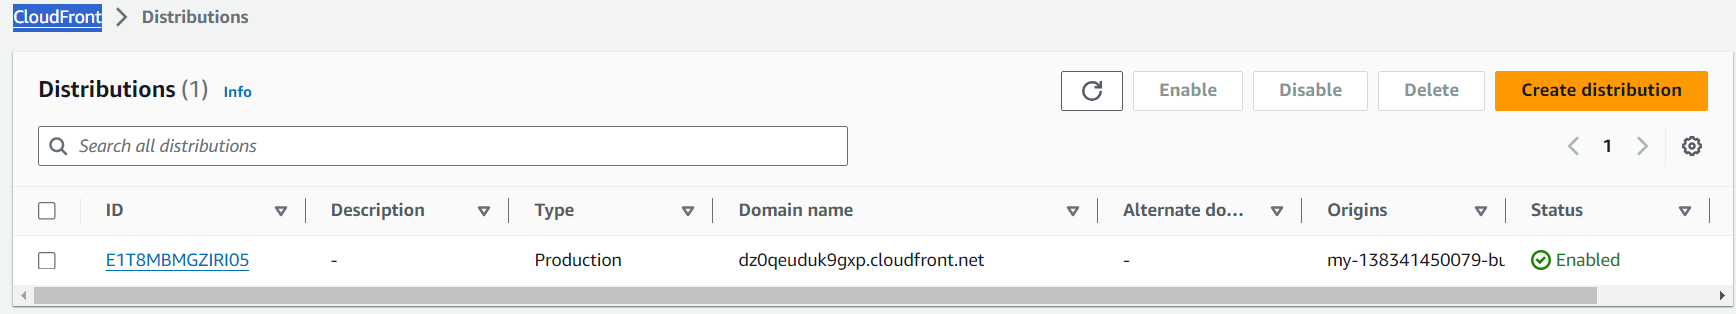 CloudFront > Distributions
Distributions (1) Info
Enable Disable Delete Create distribution
Search all distributions
1
ID Description Type Domain name Alternate do... Origins Status
E1T8MBMGZIRI05 - Production dz0qeuduk9gxp.cloudfront.net - my-138341450079-bu Enabled